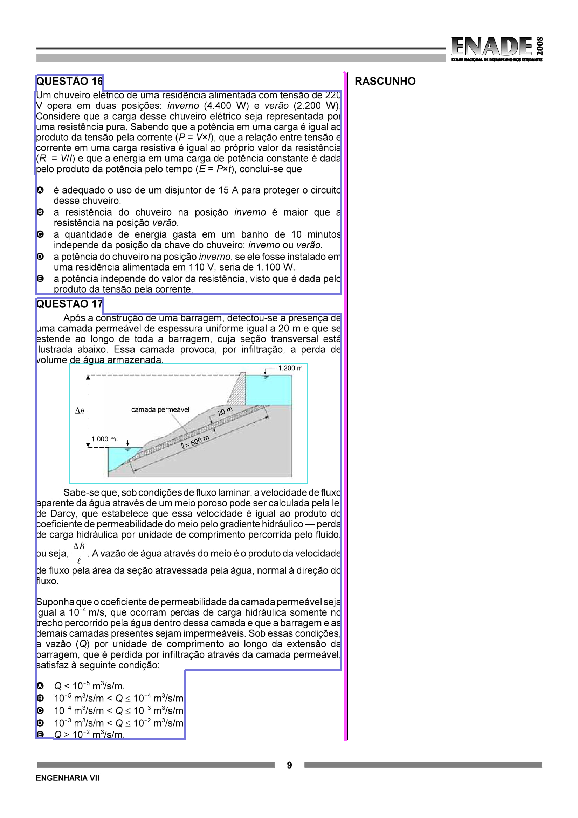 ENADE 2008
EXAME NACIONAL DE DESEMPENHO DOS ESTUDANTES
QUESTÃO 16
Um chuveiro elétrico de uma residência alimentada com tensão de 220
V opera em duas posições: inverno (4.400 W) e verão (2.200 W).
Considere que a carga desse chuveiro elétrico seja representada por
uma resistência pura. Sabendo que a potência em uma carga é igual ao
produto da tensão pela corrente (P = V×I), que a relação entre tensão e
corrente em uma carga resistiva é igual ao próprio valor da resistência
(R = V/I) e que a energia em uma carga de potência constante é dada
pelo produto da potência pelo tempo (E = P×t), conclui-se que
A é adequado o uso de um disjuntor de 15 A para proteger o circuito
desse chuveiro.
B a resistência do chuveiro na posição inverno é maior que a
resistência na posição verão.
C a quantidade de energia gasta em um banho de 10 minutos
independe da posição da chave do chuveiro: inverno ou verão.
D a potência do chuveiro na posição inverno, se ele fosse instalado em
uma residência alimentada em 110 V, seria de 1.100 W.
E a potência independe do valor da resistência, visto que é dada pelo
produto da tensão pela corrente.
QUESTÃO 17
Após a construção de uma barragem, detectou-se a presença de
uma camada permeável de espessura uniforme igual a 20 m e que se
estende ao longo de toda a barragem, cuja seção transversal está
ilustrada abaixo. Essa camada provoca, por infiltração, a perda de
volume de água armazenada.
1.200 m
Δh
camada permeável
20 m
1.000 m
ℓ = 500 m
Sabe-se que, sob condições de fluxo laminar, a velocidade de fluxo
aparente da água através de um meio poroso pode ser calculada pela lei
de Darcy, que estabelece que essa velocidade é igual ao produto do
coeficiente de permeabilidade do meio pelo gradiente hidráulico — perda
de carga hidráulica por unidade de comprimento percorrido pelo fluido,
ou seja, Δh/ℓ. A vazão de água através do meio é o produto da velocidade
de fluxo pela área da seção atravessada pela água, normal à direção do
fluxo.
Suponha que o coeficiente de permeabilidade da camada permeável seja
igual a 10⁻⁴ m/s, que ocorram perdas de carga hidráulica somente no
trecho percorrido pela água dentro dessa camada e que a barragem e as
demais camadas presentes sejam impermeáveis. Sob essas condições,
a vazão (Q) por unidade de comprimento ao longo da extensão da
barragem, que é perdida por infiltração através da camada permeável,
satisfaz à seguinte condição:
A Q < 10⁻⁵ m³/s/m.
B 10⁻⁵ m³/s/m < Q ≤ 10⁻⁴ m³/s/m
C 10⁻⁴ m³/s/m < Q ≤ 10⁻³ m³/s/m
D 10⁻³ m³/s/m < Q ≤ 10⁻² m³/s/m
E Q > 10⁻² m³/s/m.
RASCUNHO
9
ENGENHARIA VII